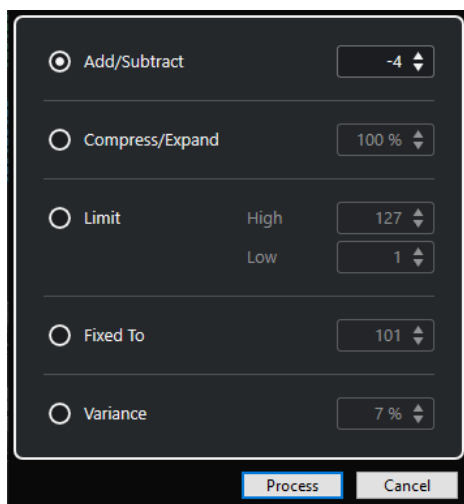 Add/Subtract -4
Compress/Expand 100 %
Limit High 127
Low 1
Fixed To 101
Variance 7 %
Process Cancel